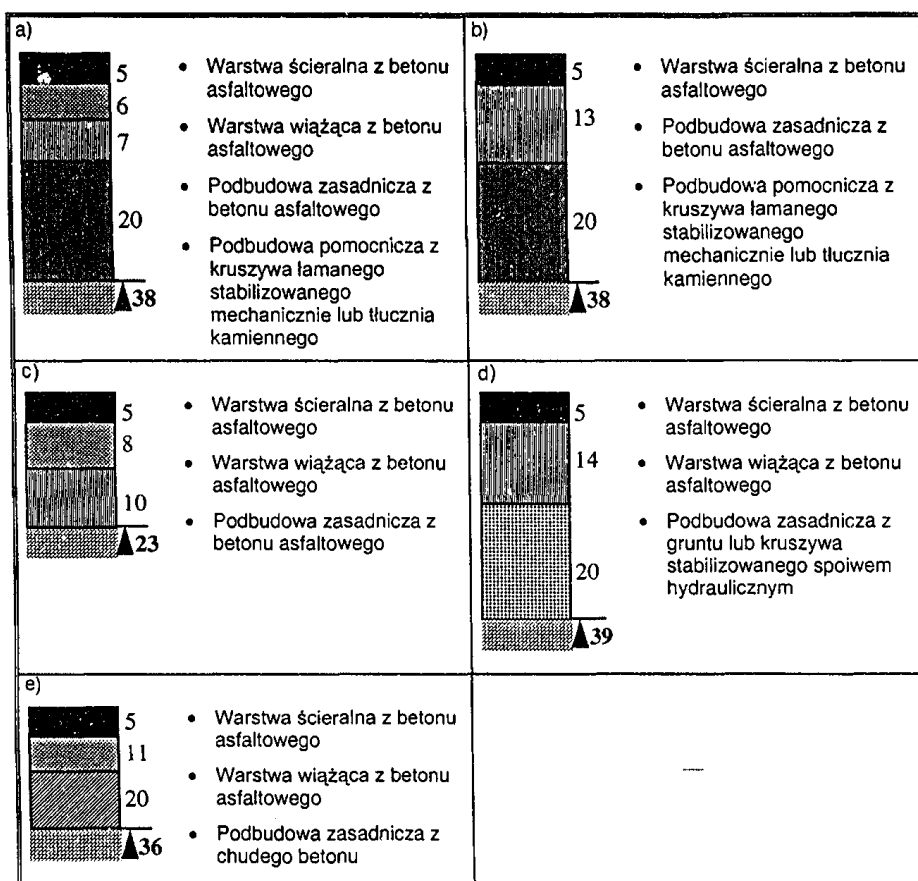 a)
5
6
7
20
38
• Warstwa ścieralna z betonu
asfaltowego
• Warstwa wiążąca z betonu
asfaltowego
• Podbudowa zasadnicza z
betonu asfaltowego
• Podbudowa pomocnicza z
kruszywa łamanego
stabilizowanego
mechanicznie lub tłucznia
kamiennego
b)
5
13
20
38
• Warstwa ścieralna z betonu
asfaltowego
• Podbudowa zasadnicza z
betonu asfaltowego
• Podbudowa pomocnicza z
kruszywa łamanego
stabilizowanego
mechanicznie lub tłucznia
kamiennego
c)
5
8
10
23
• Warstwa ścieralna z betonu
asfaltowego
• Warstwa wiążąca z betonu
asfaltowego
• Podbudowa zasadnicza z
betonu asfaltowego
d)
5
14
20
39
• Warstwa ścieralna z betonu
asfaltowego
• Warstwa wiążąca z betonu
asfaltowego
• Podbudowa zasadnicza z
gruntu lub kruszywa
stabilizowanego spoiwem
hydraulicznym
e)
5
11
20
36
• Warstwa ścieralna z betonu
asfaltowego
• Warstwa wiążąca z betonu
asfaltowego
• Podbudowa zasadnicza z
chudego betonu
—